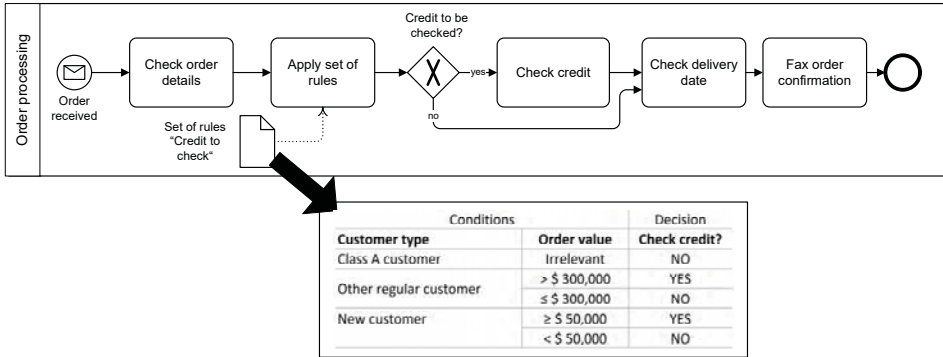 Order processing
Order
received
Check order
details
Set of rules
“Credit to
check“
Apply set of
rules
Credit to be
checked?
yes
no
Check credit
Check delivery
date
Fax order
confirmation
Conditions Decision
Customer type Order value Check credit?
Class A customer Irrelevant NO
Other regular customer > $ 300,000 YES
≤ $ 300,000 NO
New customer ≥ $ 50,000 YES
< $ 50,000 NO